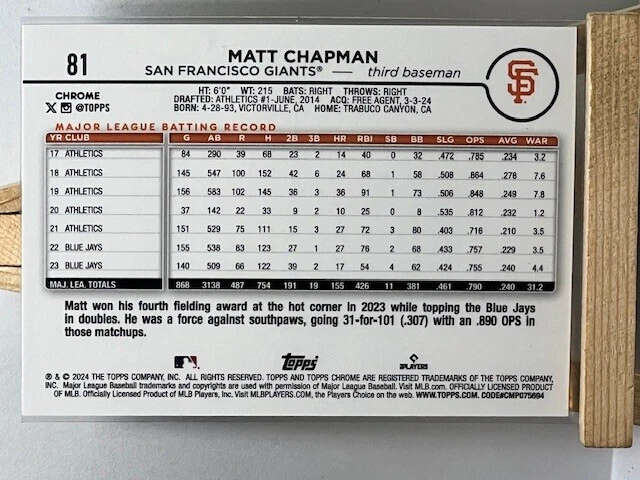 81
MATT CHAPMAN
SAN FRANCISCO GIANTS® — third baseman
SF
CHROME
X @TOPPS
HT: 6'0" WT: 215 BATS: RIGHT THROWS: RIGHT
DRAFTED: ATHLETICS #1-JUNE, 2014 ACQ: FREE AGENT, 3-3-24
BORN: 4-28-93, VICTORVILLE, CA HOME: TRABUCO CANYON, CA
MAJOR LEAGUE BATTING RECORD
YR CLUB G AB R H 2B 3B HR RBI SB BB SLG OPS AVG WAR
17 ATHLETICS 84 290 39 68 23 2 14 40 0 32 .472 .785 .234 3.2
18 ATHLETICS 145 547 100 152 42 6 24 68 1 58 .508 .864 .278 7.6
19 ATHLETICS 156 583 102 145 36 3 36 91 1 73 .506 .848 .249 7.8
20 ATHLETICS 37 142 22 33 9 2 10 25 0 8 .535 .812 .232 1.2
21 ATHLETICS 151 529 75 111 15 3 27 72 3 80 .403 .716 .210 3.5
22 BLUE JAYS 155 538 83 123 27 1 27 76 2 68 .433 .757 .229 3.5
23 BLUE JAYS 140 509 66 122 39 2 17 54 4 62 .424 .755 .240 4.4
MAJ. LEA. TOTALS 868 3138 487 754 191 19 155 426 11 381 .461 .790 .240 31.2
Matt won his fourth fielding award at the hot corner in 2023 while topping the Blue Jays
in doubles. He was a force against southpaws, going 31-for-101 (.307) with an .890 OPS in
those matchups.
Topps
PLAYERS
® & © 2024 THE TOPPS COMPANY, INC. ALL RIGHTS RESERVED. TOPPS AND TOPPS CHROME ARE REGISTERED TRADEMARKS OF THE TOPPS COMPANY,
INC. Major League Baseball trademarks and copyrights are used with permission of Major League Baseball. Visit MLB.com. OFFICIALLY LICENSED PRODUCT
OF MLB. Officially Licensed Product of MLB Players, Inc. Visit MLBPLAYERS.COM, the Players Choice on the web. WWW.TOPPS.COM. CODE#CMP075694